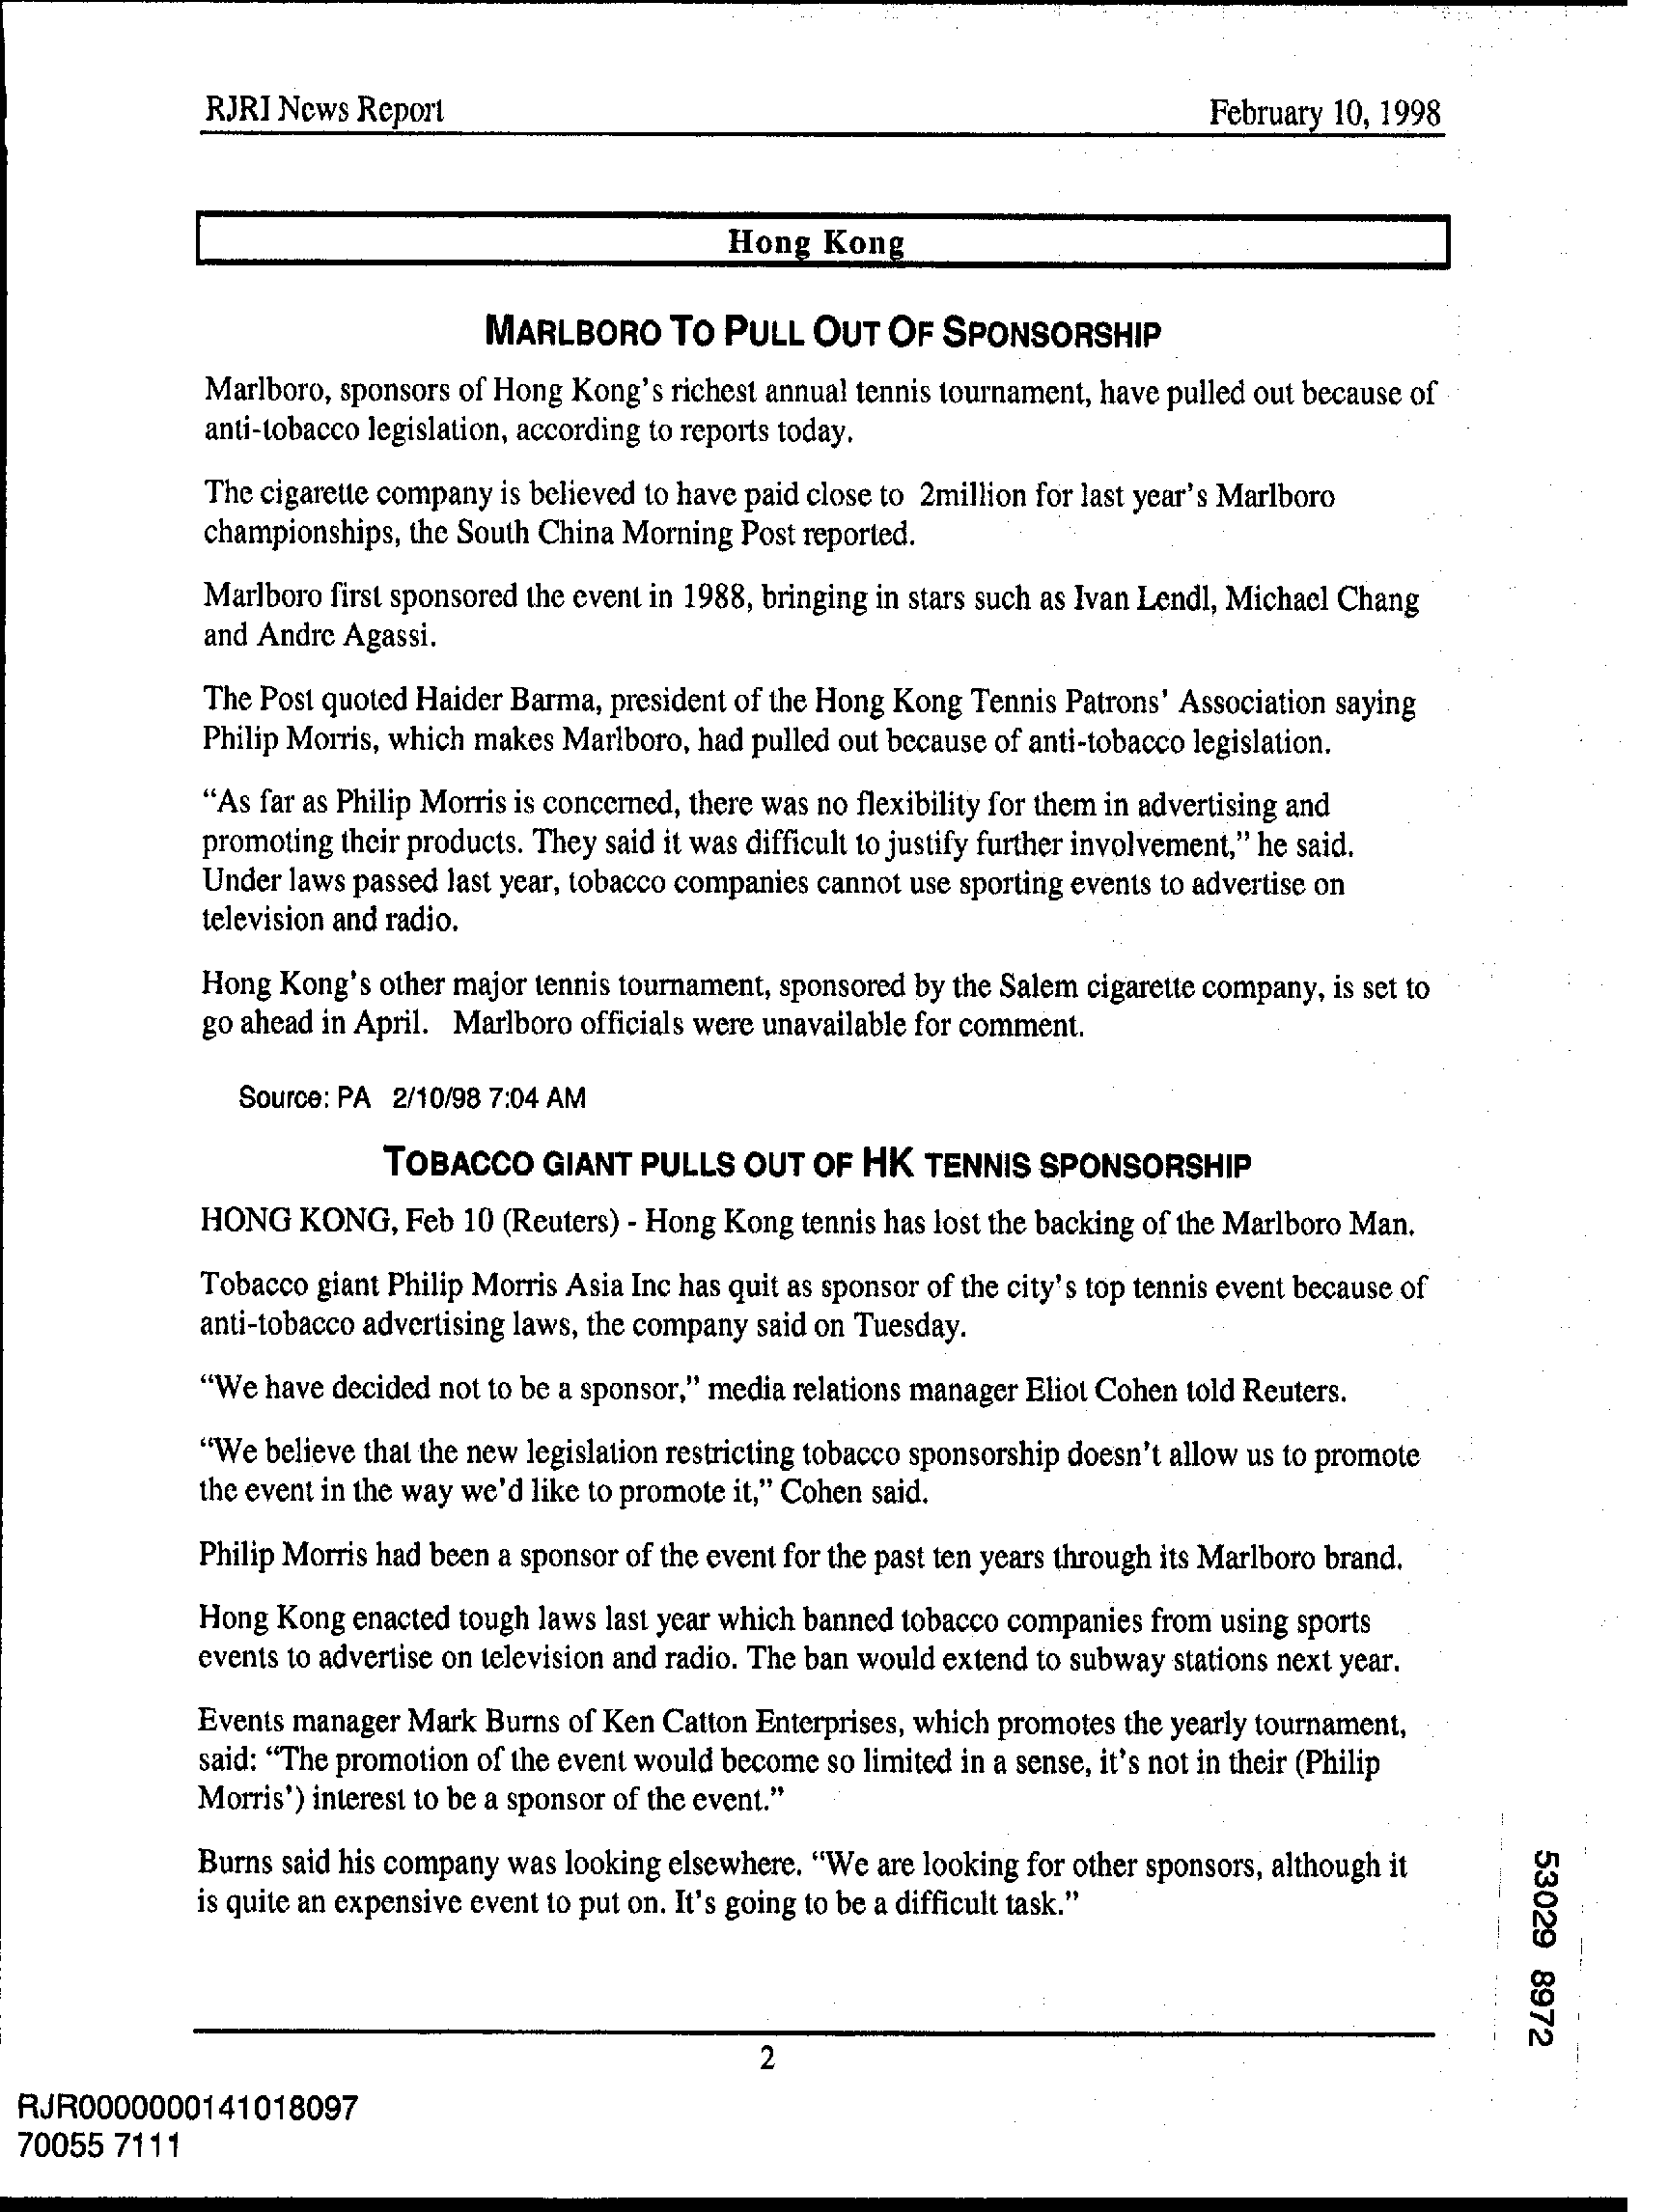 RJRI News Report
February 10, 1998
Hong Kong
MARLBORO TO PULL OUT OF SPONSORSHIP
Marlboro, sponsors of Hong Kong's richest annual tennis tournament, have pulled out because of
anti-tobacco legislation, according to reports today.
The cigarette company is believed to have paid close to 2million for last year's Marlboro
championships, the South China Morning Post reported.
Marlboro first sponsored the event in 1988, bringing in stars such as Ivan Lendl, Michael Chang
and Andre Agassi.
The Post quoted Haider Barma, president of the Hong Kong Tennis Patrons' Association saying
Philip Morris, which makes Marlboro, had pulled out because of anti-tobacco legislation.
“As far as Philip Morris is concerned, there was no flexibility for them in advertising and
promoting their products. They said it was difficult to justify further involvement,” he said.
Under laws passed last year, tobacco companies cannot use sporting events to advertise on
television and radio.
Hong Kong's other major tennis tournament, sponsored by the Salem cigarette company, is set to
go ahead in April. Marlboro officials were unavailable for comment.
Source: PA 2/10/98 7:04 AM
TOBACCO GIANT PULLS OUT OF HK TENNIS SPONSORSHIP
HONG KONG, Feb 10 (Reuters) - Hong Kong tennis has lost the backing of the Marlboro Man.
Tobacco giant Philip Morris Asia Inc has quit as sponsor of the city's top tennis event because of
anti-tobacco advertising laws, the company said on Tuesday.
“We have decided not to be a sponsor,” media relations manager Eliot Cohen told Reuters.
“We believe that the new legislation restricting tobacco sponsorship doesn't allow us to promote
the event in the way we'd like to promote it,” Cohen said.
Philip Morris had been a sponsor of the event for the past ten years through its Marlboro brand.
Hong Kong enacted tough laws last year which banned tobacco companies from using sports
events to advertise on television and radio. The ban would extend to subway stations next year.
Events manager Mark Burns of Ken Catton Enterprises, which promotes the yearly tournament,
said: “The promotion of the event would become so limited in a sense, it's not in their (Philip
Morris') interest to be a sponsor of the event.”
Burns said his company was looking elsewhere. “We are looking for other sponsors, although it
is quite an expensive event to put on. It's going to be a difficult task.”
53029 8972
2
RJR0000000141018097
70055 7111